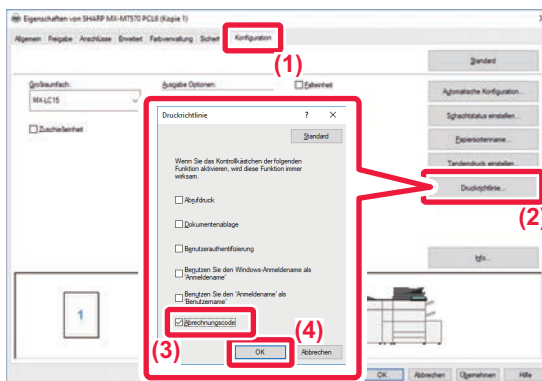 Eigenschaften von SHARP MX-M7570 PCL6 (Kopie 1)
Allgemein Freigabe Anschlüsse Erweitert Farbverwaltung Sicherheit Konfiguration
(1)
Standard
Großraumfach: Ausgabe Optionen: Falteinheit
MX-LC15
Automatische Konfiguration...
Zuschießeinheit
Schachtstatus einstellen...
Papiersortenname...
Tandemdruck einstellen...
Druckrichtlinie...
(2)
Info...
Druckrichtlinie ? X
Standard
Wenn Sie das Kontrollkästchen der folgenden
Funktion aktivieren, wird diese Funktion immer
wirksam.
Abrufdruck
Dokumentenablage
Benutzerauthentifizierung
Benutzen Sie den Windows-Anmeldename als
'Anmeldename'
Benutzen Sie den 'Anmeldename' als
'Benutzername'
Abrechnungscode
(3)
(4)
OK Abbrechen
1
OK Abbrechen Übernehmen Hilfe